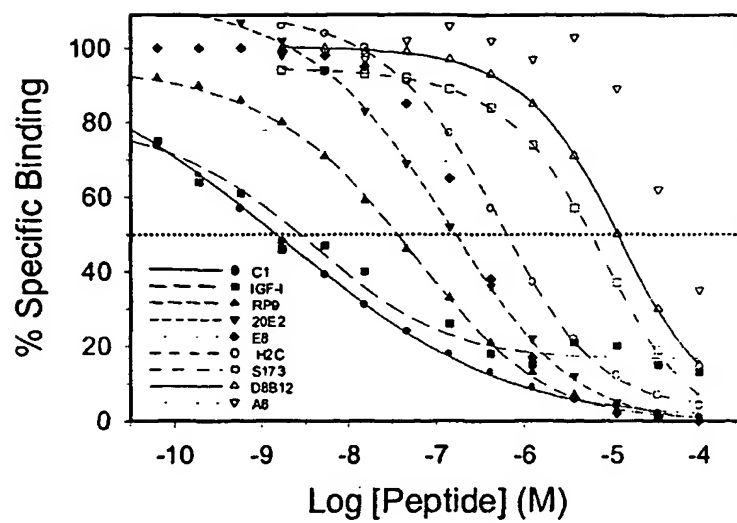 % Specific Binding
100
80
60
40
20
0
C1
IGF-I
RP9
20E2
E8
H2C
S173
D8B12
A6
-10
-9
-8
-7
-6
-5
-4
Log [Peptide] (M)